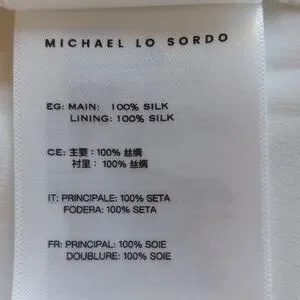 MICHAEL LO SORDO
EG: MAIN: 100% SILK
LINING: 100% SILK
CE: 主要：100% 丝绸
衬里：100% 丝绸
IT: PRINCIPALE: 100% SETA
FODERA: 100% SETA
FR: PRINCIPAL: 100% SOIE
DOUBLURE: 100% SOIE